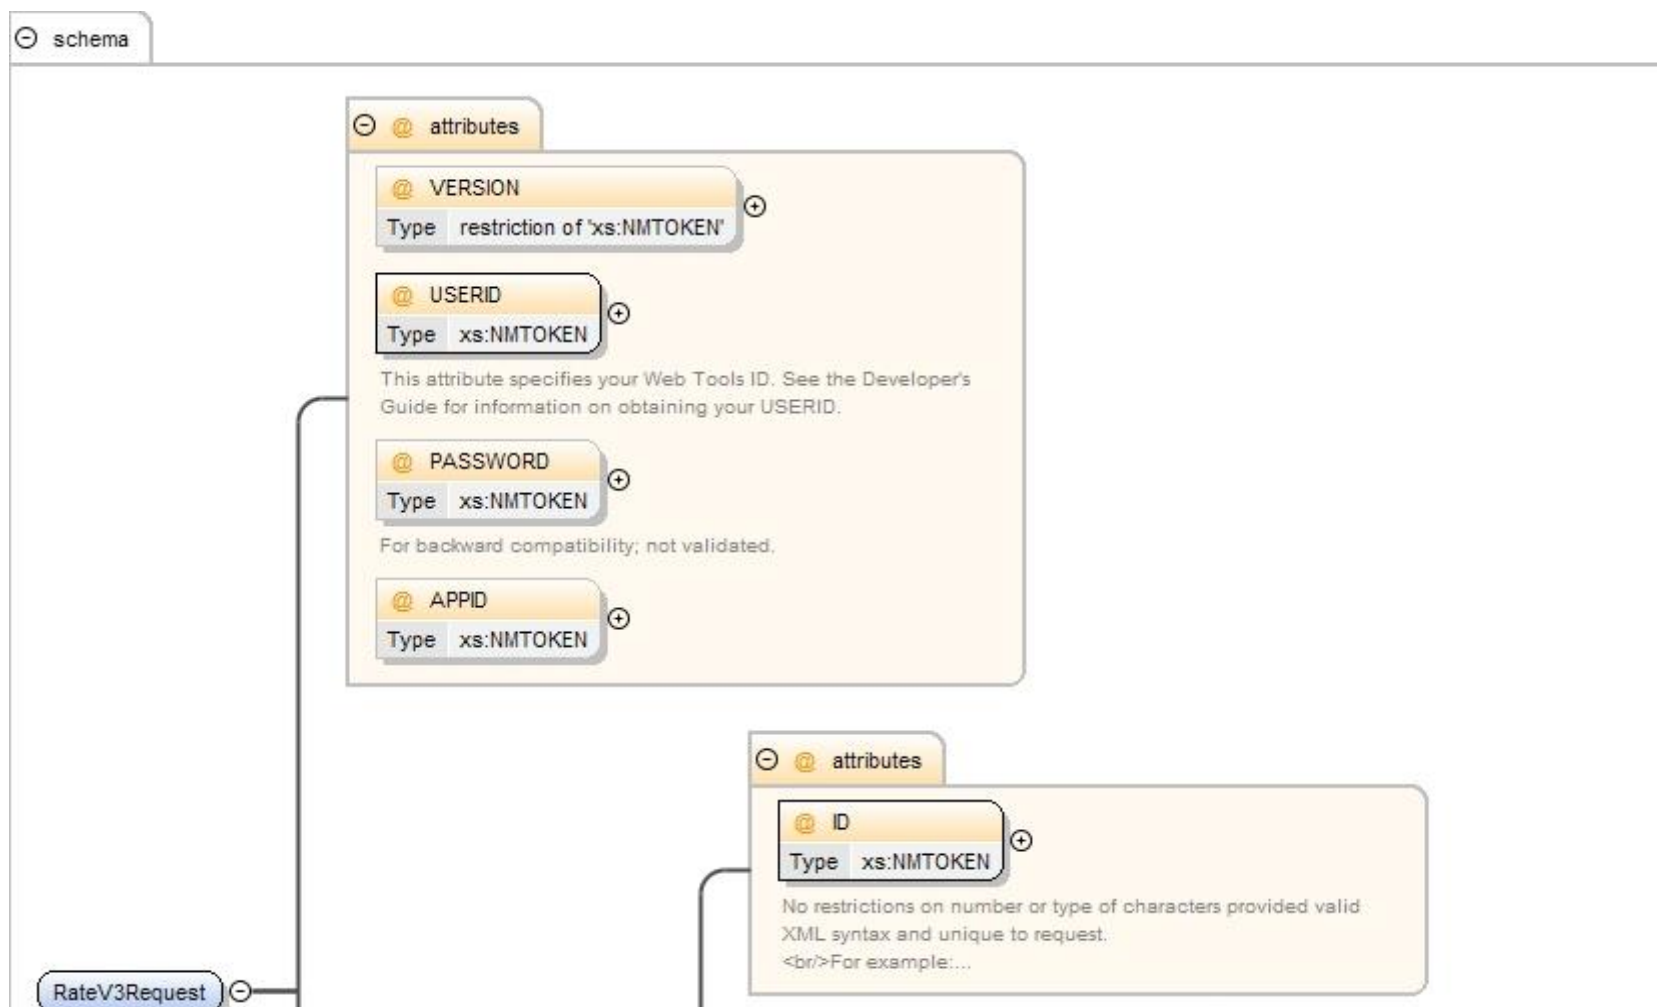 schema
@ attributes
@ VERSION
Type restriction of 'xs:NMTOKEN'
@ USERID
Type xs:NMTOKEN
This attribute specifies your Web Tools ID. See the Developer's
Guide for information on obtaining your USERID.
@ PASSWORD
Type xs:NMTOKEN
For backward compatibility; not validated.
@ APPID
Type xs:NMTOKEN
@ attributes
@ ID
Type xs:NMTOKEN
No restrictions on number or type of characters provided valid
XML syntax and unique to request.
<br/>For example:...
RateV3Request